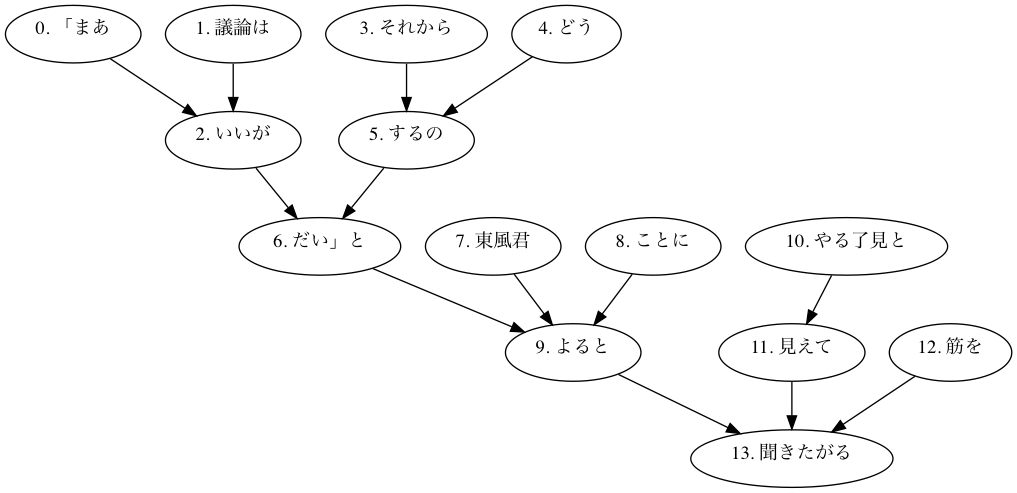 0. 「まあ
1. 議論は
3. それから
4. どう
2. いいが
5. するの
6. だい」と
7. 東風君
8. ことに
10. やる了見と
9. よると
11. 見えて
12. 筋を
13. 聞きたがる